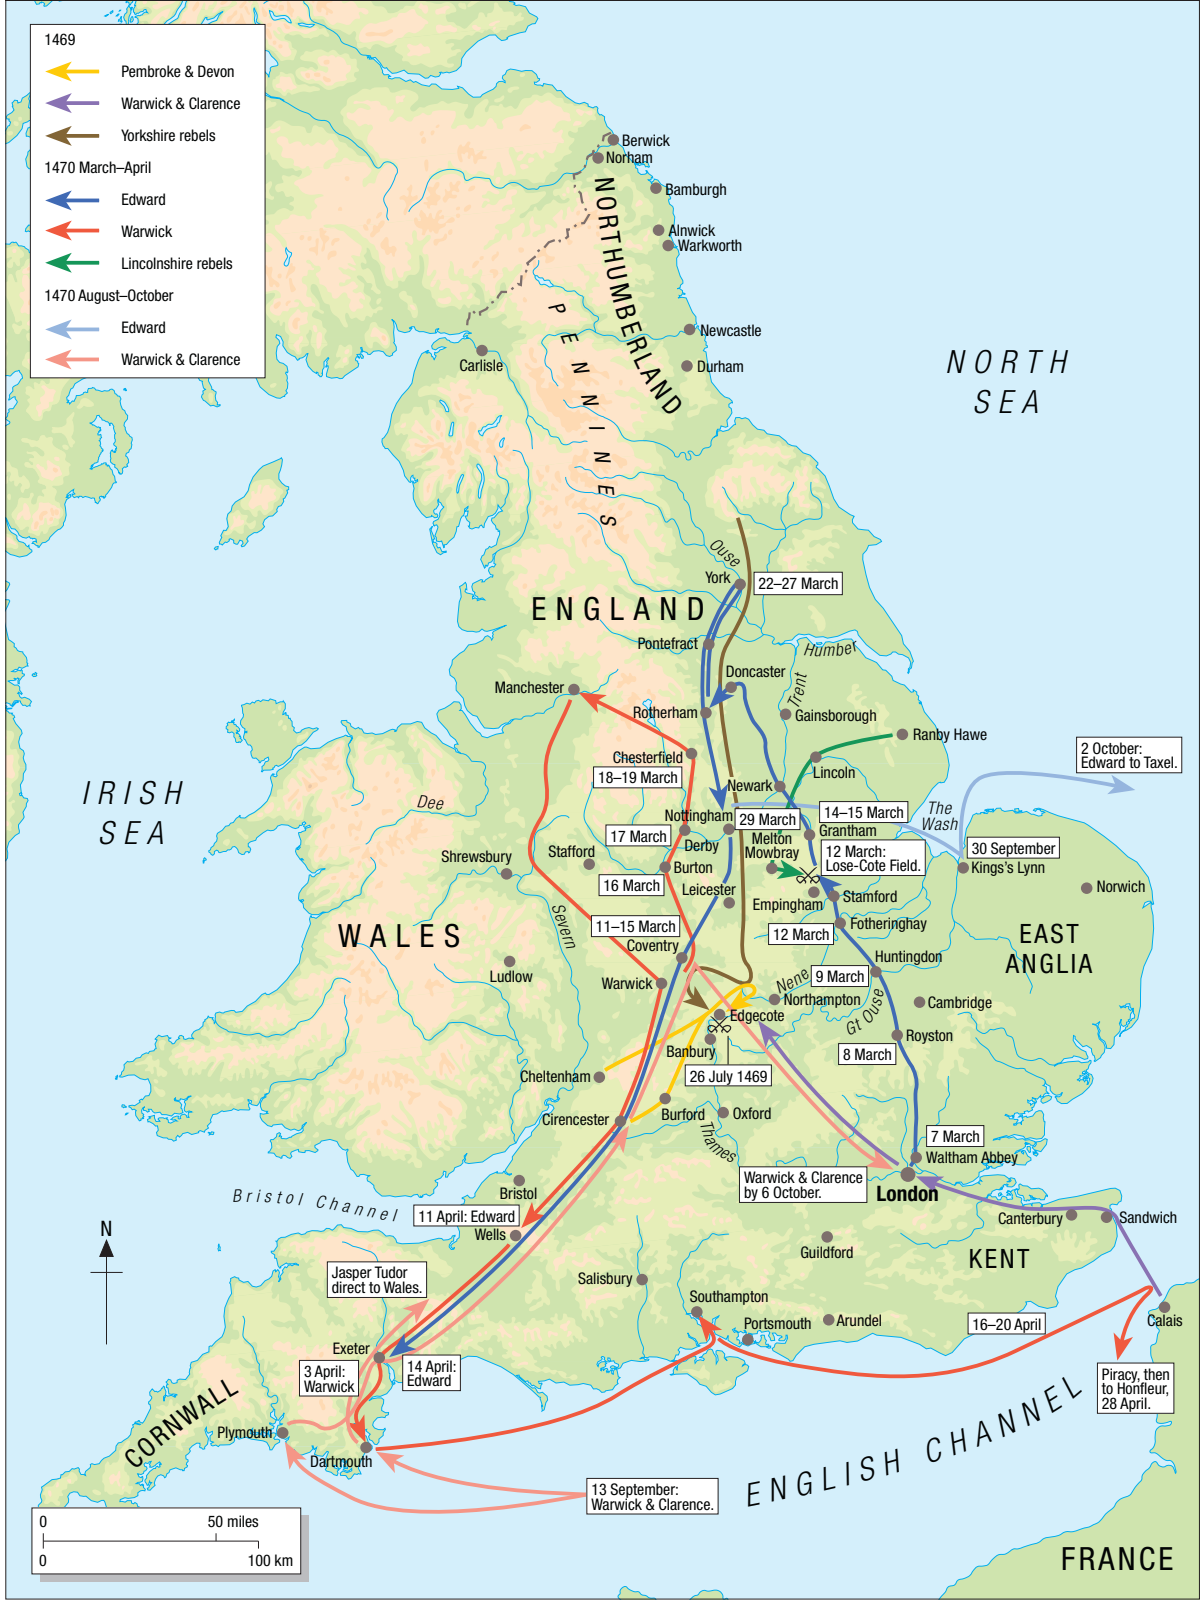 1469
Pembroke & Devon
Warwick & Clarence
Yorkshire rebels
1470 March–April
Edward
Warwick
Lincolnshire rebels
1470 August–October
Edward
Warwick & Clarence
Berwick
Norham
Bamburgh
NORTHUMBERLAND
Alnwick
Warkworth
PENNINES
Newcastle
Carlisle
Durham
NORTH
SEA
Ouse
York
22–27 March
ENGLAND
Pontefract
Humber
Doncaster
Trent
Manchester
Rotherham
Gainsborough
Ranby Hawe
Chesterfield
18–19 March
Lincoln
2 October:
Edward to Taxel.
IRISH
SEA
Dee
Newark
Nottingham
29 March
14–15 March
The
Wash
17 March
Derby
Melton
Mowbray
Grantham
12 March:
Lose-Cote Field.
30 September
Kings's Lynn
Shrewsbury
Stafford
Burton
16 March
Leicester
Empingham
Stamford
Norwich
Severn
11–15 March
12 March
Fotheringhay
WALES
Coventry
EAST
ANGLIA
Ludlow
Warwick
Huntingdon
9 March
Nene
Northampton
Gt Ouse
Cambridge
Edgecote
Royston
Banbury
8 March
Cheltenham
26 July 1469
Cirencester
Burford
Oxford
Thames
7 March
Waltham Abbey
Warwick & Clarence
by 6 October.
London
Bristol Channel
Bristol
11 April: Edward
Wells
Canterbury
Sandwich
N
Guildford
KENT
Jasper Tudor
direct to Wales.
Salisbury
Southampton
Portsmouth
Arundel
16–20 April
Calais
Exeter
3 April:
Warwick
14 April:
Edward
Piracy, then
to Honfleur,
28 April.
CORNWALL
Plymouth
Dartmouth
ENGLISH CHANNEL
13 September:
Warwick & Clarence.
0
50 miles
0
100 km
FRANCE